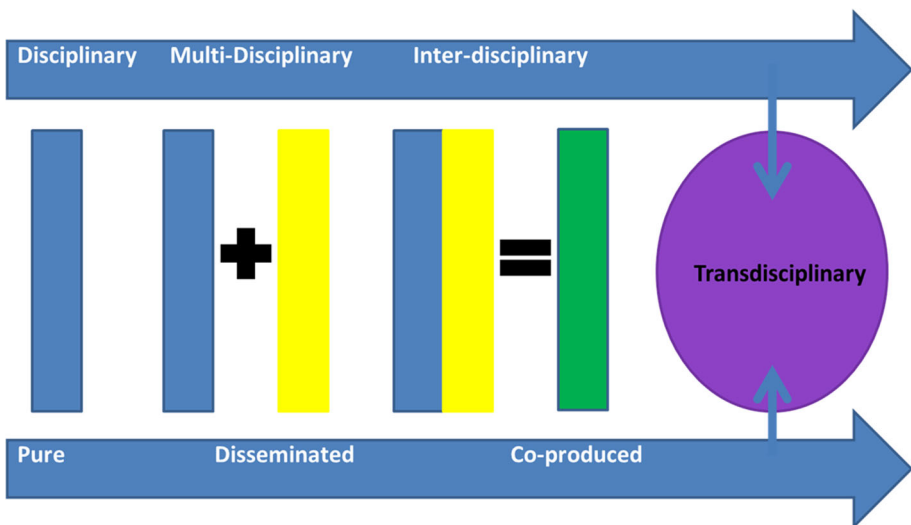 Disciplinary Multi-Disciplinary Inter-disciplinary
Transdisciplinary
Pure Disseminated Co-produced